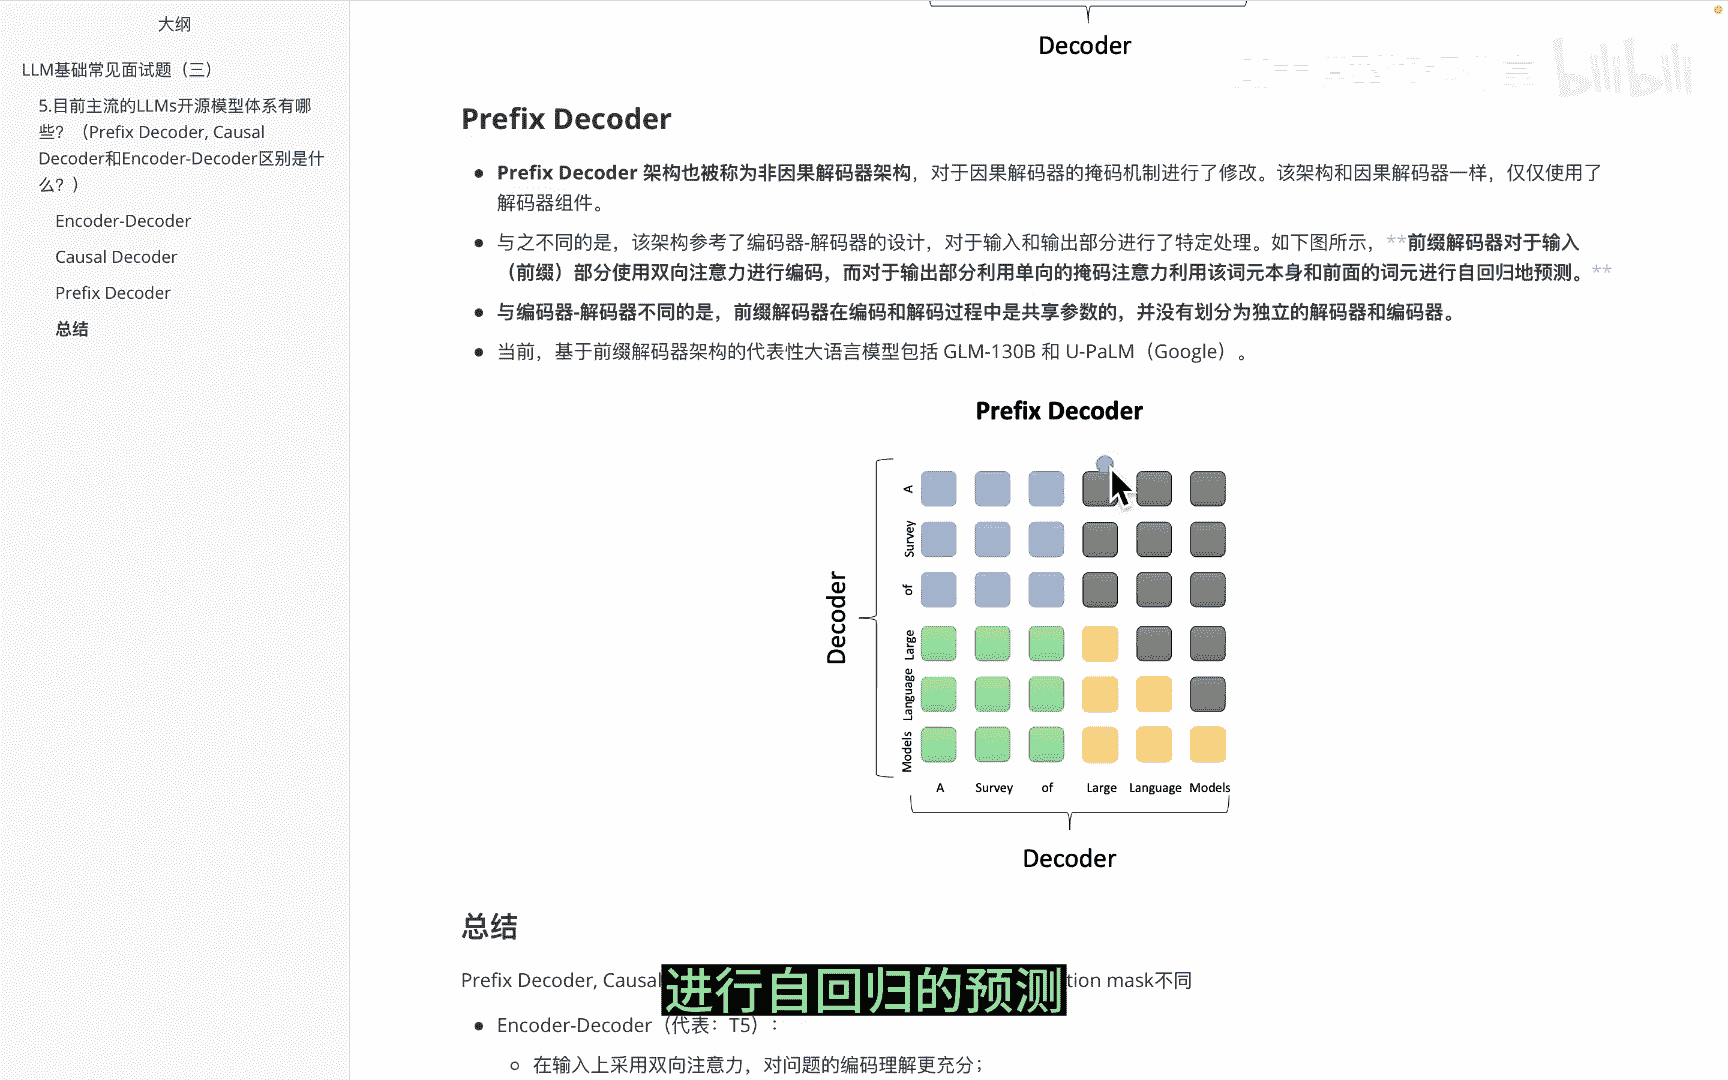 大纲
LLM基础常见面试题（三）
5.目前主流的LLMs开源模型体系有哪
些？（Prefix Decoder, Causal
Decoder和Encoder-Decoder区别是什
么？）
Encoder-Decoder
Causal Decoder
Prefix Decoder
总结
Decoder
bilibili
Prefix Decoder
Prefix Decoder 架构也被称为非因果解码器架构，对于因果解码器的掩码机制进行了修改。该架构和因果解码器一样，仅仅使用了
解码器组件。
与之不同的是，该架构参考了编码器-解码器的设计，对于输入和输出部分进行了特定处理。如下图所示，**前缀解码器对于输入
（前缀）部分使用双向注意力进行编码，而对于输出部分利用单向的掩码注意力利用该词元本身和前面的词元进行自回归地预测。**
与编码器-解码器不同的是，前缀解码器在编码和解码过程中是共享参数的，并没有划分为独立的解码器和编码器。
当前，基于前缀解码器架构的代表性大语言模型包括 GLM-130B 和 U-PaLM（Google）。
Prefix Decoder
Decoder
A
Survey
of
Large
Language
Models
A Survey of Large Language Models
Decoder
总结
Prefix Decoder, Causal
tion mask不同
进行自回归的预测
Encoder-Decoder（代表：T5）：
在输入上采用双向注意力，对问题的编码理解更充分；